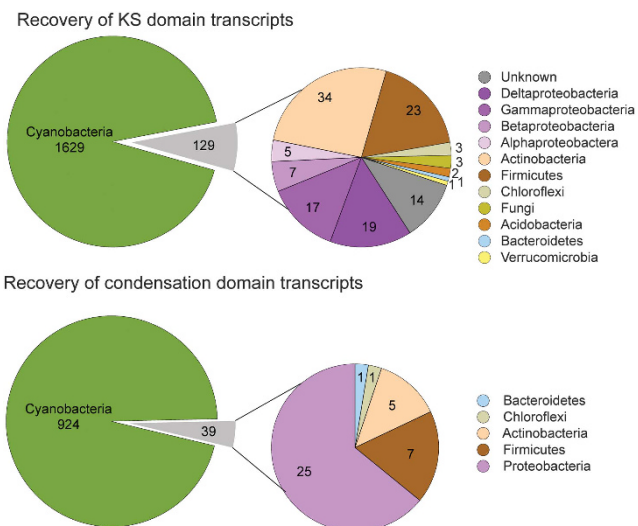 Recovery of KS domain transcripts
Cyanobacteria
1629
129
34
23
3
3
2
1
1
14
19
17
7
5
Unknown
Deltaproteobacteria
Gammaproteobacteria
Betaproteobacteria
Alphaproteobactera
Actinobacteria
Firmicutes
Chloroflexi
Fungi
Acidobacteria
Bacteroidetes
Verrucomicrobia
Recovery of condensation domain transcripts
Cyanobacteria
924
39
1
1
5
7
25
Bacteroidetes
Chloroflexi
Actinobacteria
Firmicutes
Proteobacteria